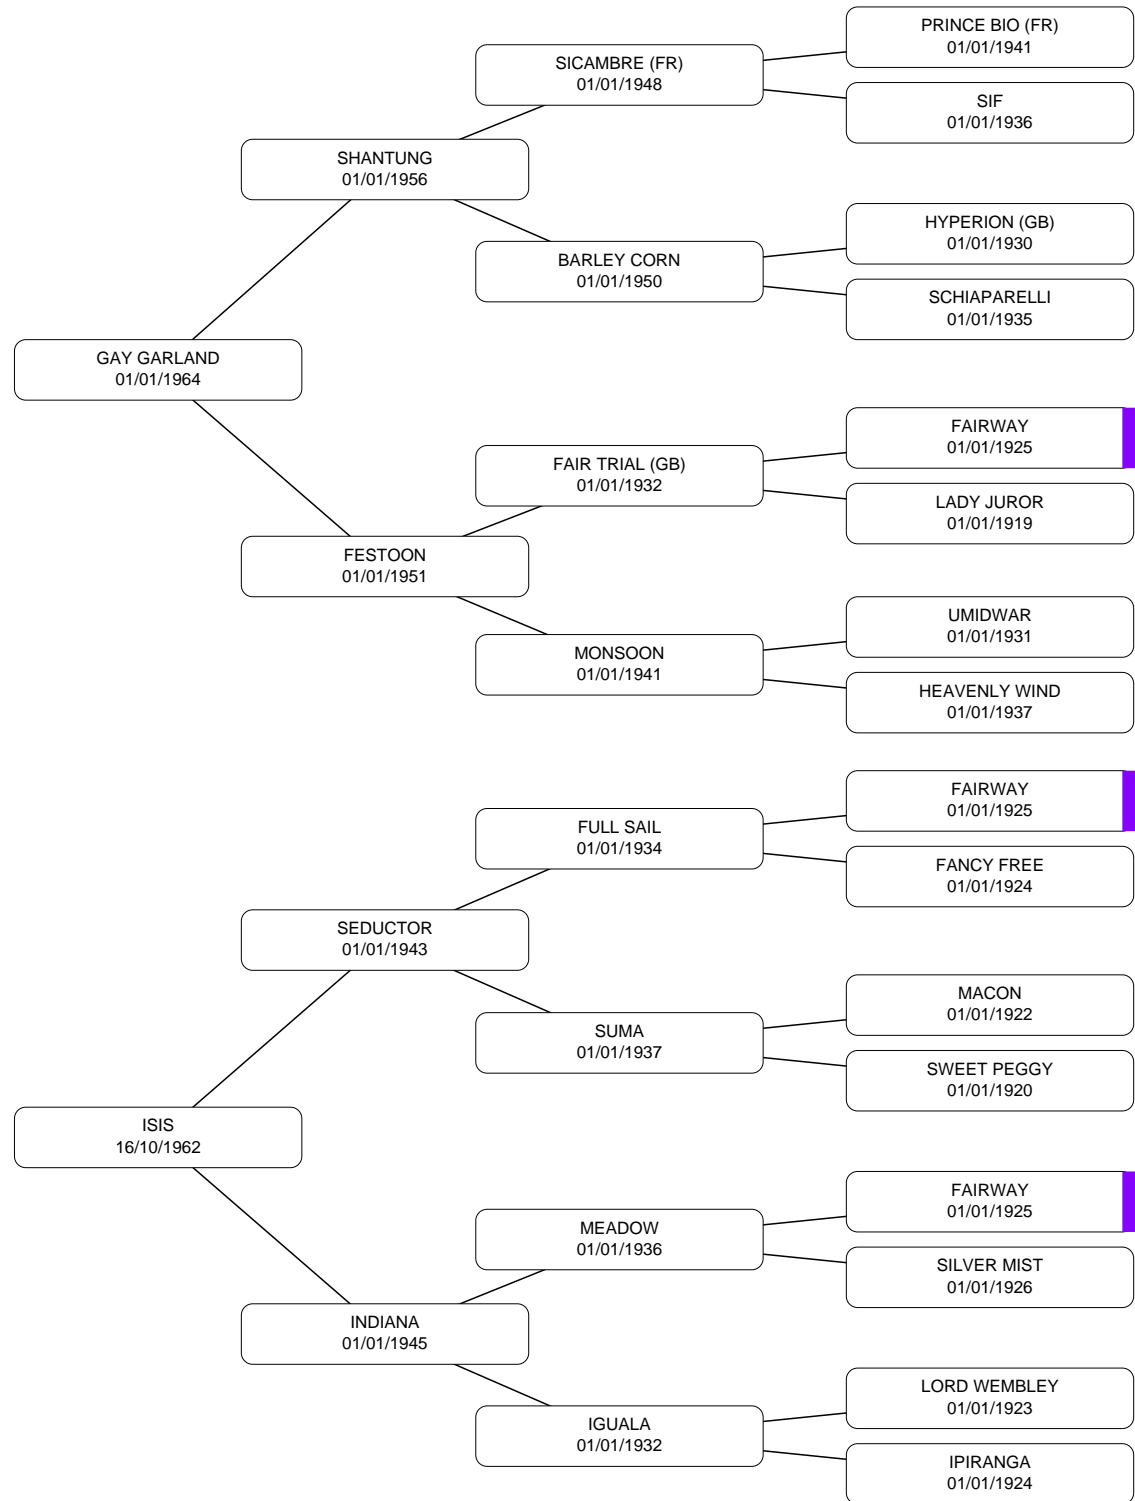 PRINCE BIO (FR)
01/01/1941
SICAMBRE (FR)
01/01/1948
SIF
01/01/1936
SHANTUNG
01/01/1956
HYPERION (GB)
01/01/1930
BARLEY CORN
01/01/1950
SCHIAPARELLI
01/01/1935
GAY GARLAND
01/01/1964
FAIRWAY
01/01/1925
FAIR TRIAL (GB)
01/01/1932
LADY JUROR
01/01/1919
FESTOON
01/01/1951
UMIDWAR
01/01/1931
MONSOON
01/01/1941
HEAVENLY WIND
01/01/1937
FAIRWAY
01/01/1925
FULL SAIL
01/01/1934
FANCY FREE
01/01/1924
SEDUCTOR
01/01/1943
MACON
01/01/1922
SUMA
01/01/1937
SWEET PEGGY
01/01/1920
ISIS
16/10/1962
FAIRWAY
01/01/1925
MEADOW
01/01/1936
SILVER MIST
01/01/1926
INDIANA
01/01/1945
LORD WEMBLEY
01/01/1923
IGUALA
01/01/1932
IPIRANGA
01/01/1924